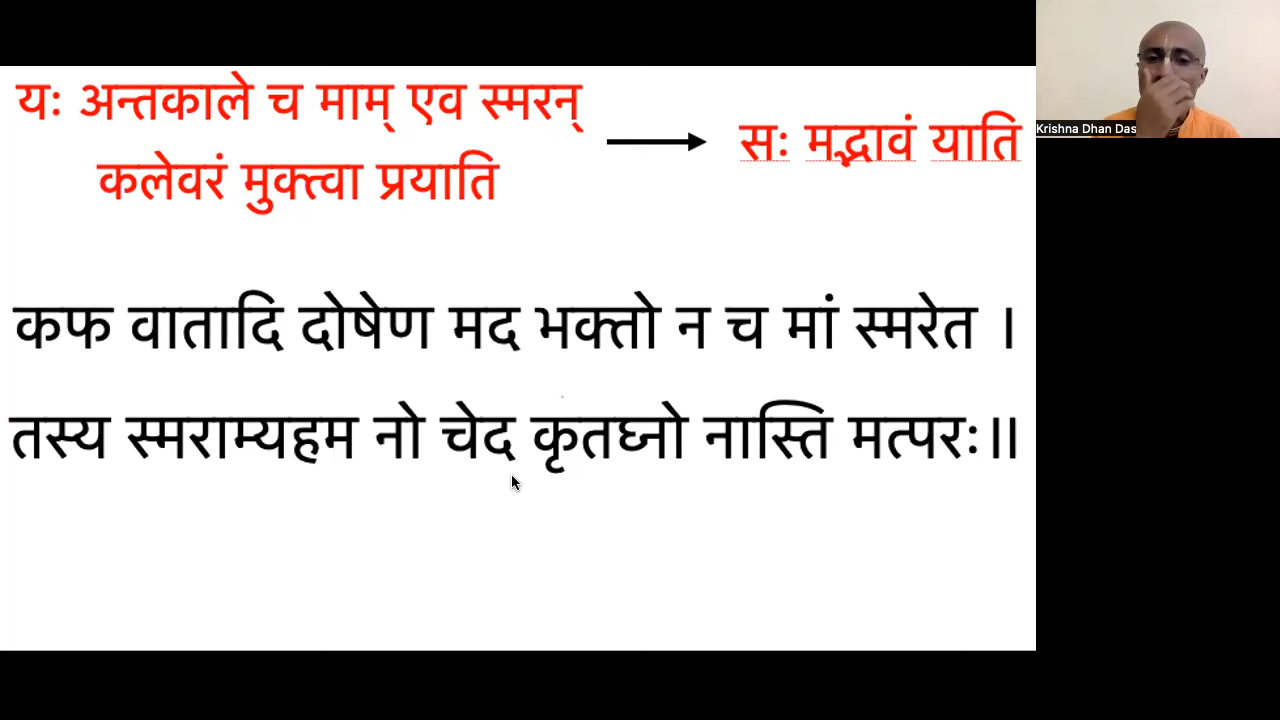 यः अन्तकाले च माम् एव स्मरन्
कलेवरं मुक्त्वा प्रयाति
सः मद्भावं याति
कफ वातादि दोषेण मद भक्तो न च मां स्मरेत ।
तस्य स्मराम्यहम नो चेद कृतघ्नो नास्ति मत्परः॥
Krishna Dhan Das